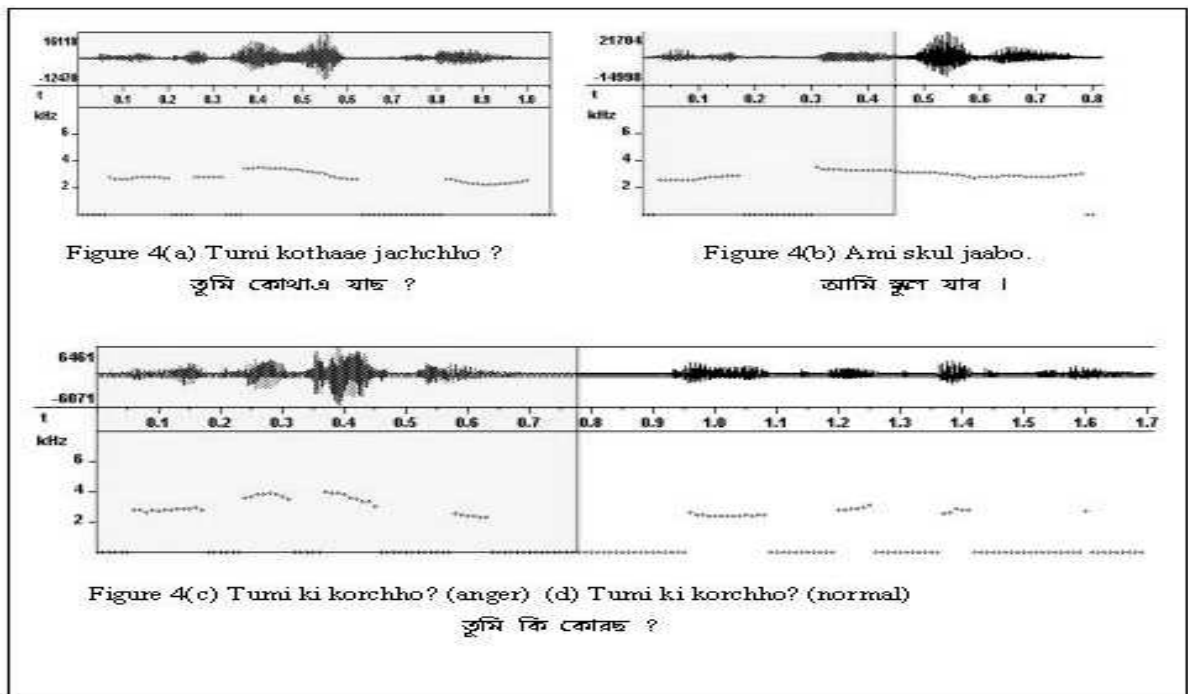 16118
-12478
t 0.1 0.2 0.3 0.4 0.5 0.6 0.7 0.8 0.9 1.0
kHz
6
4
2
21784
-14998
t 0.1 0.2 0.3 0.4 0.5 0.6 0.7 0.8
kHz
6
4
2
Figure 4(a) Tumi kothaae jachchho ?
তুমি কোথাএ যাছ ?
Figure 4(b) Ami skul jaabo.
আমি স্কুল যাব ।
6461
-6871
t 0.1 0.2 0.3 0.4 0.5 0.6 0.7 0.8 0.9 1.0 1.1 1.2 1.3 1.4 1.5 1.6 1.7
kHz
6
4
2
Figure 4(c) Tumi ki korchho? (anger) (d) Tumi ki korchho? (normal)
তুমি কি কোরছ ?